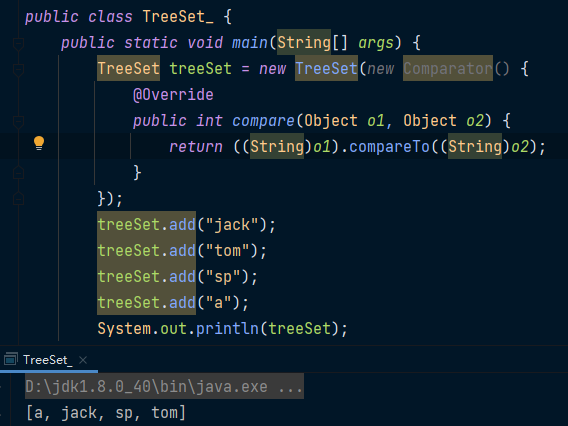 public class TreeSet_ {
public static void main(String[] args) {
TreeSet treeSet = new TreeSet(new Comparator() {
@Override
public int compare(Object o1, Object o2) {
return ((String)o1).compareTo((String)o2);
}
});
treeSet.add("jack");
treeSet.add("tom");
treeSet.add("sp");
treeSet.add("a");
System.out.println(treeSet);
TreeSet_ ×
D:\jdk1.8.0_40\bin\java.exe ...
[a, jack, sp, tom]